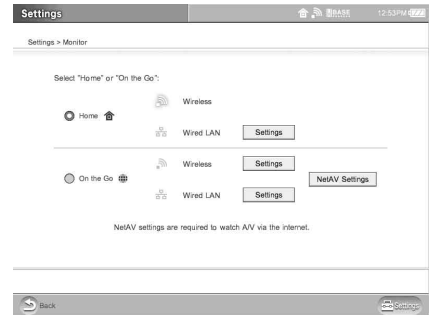 Settings
BASE
12:53PM
Settings > Monitor
Select "Home" or "On the Go":
Wireless
Home
Wired LAN
Settings
Wireless
Settings
On the Go
NetAV Settings
Wired LAN
Settings
NetAV settings are required to watch A/V via the internet.
Back
Settings